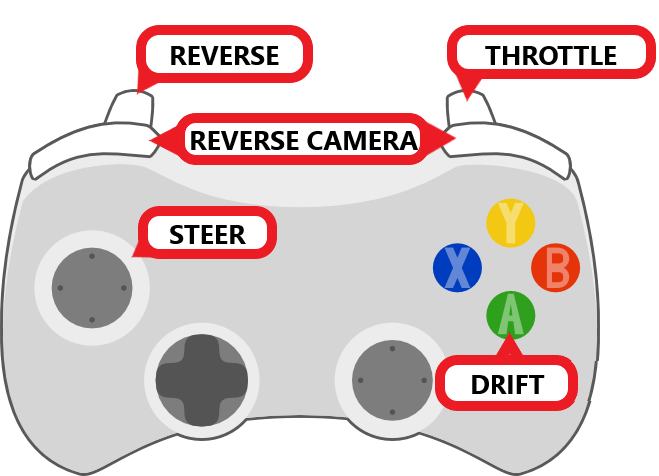 REVERSE
THROTTLE
REVERSE CAMERA
STEER
Y
X
B
A
DRIFT